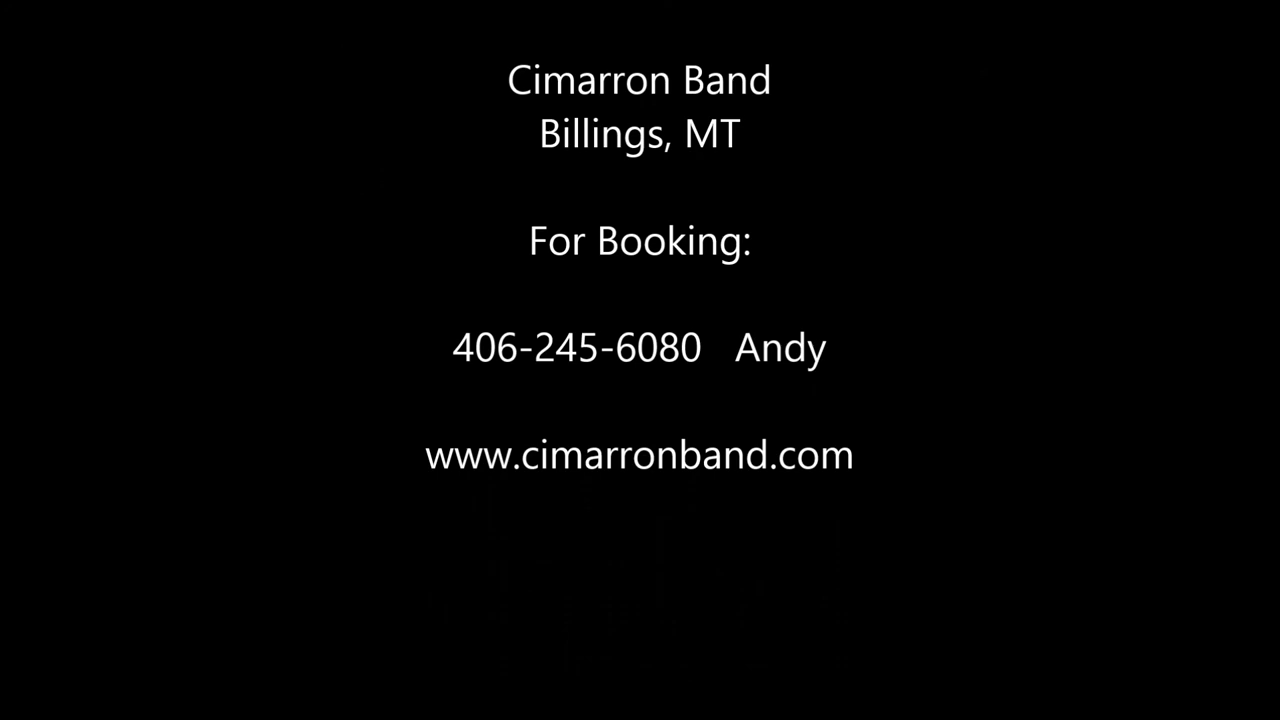 Cimarron Band
Billings, MT
For Booking:
406-245-6080   Andy
www.cimarronband.com